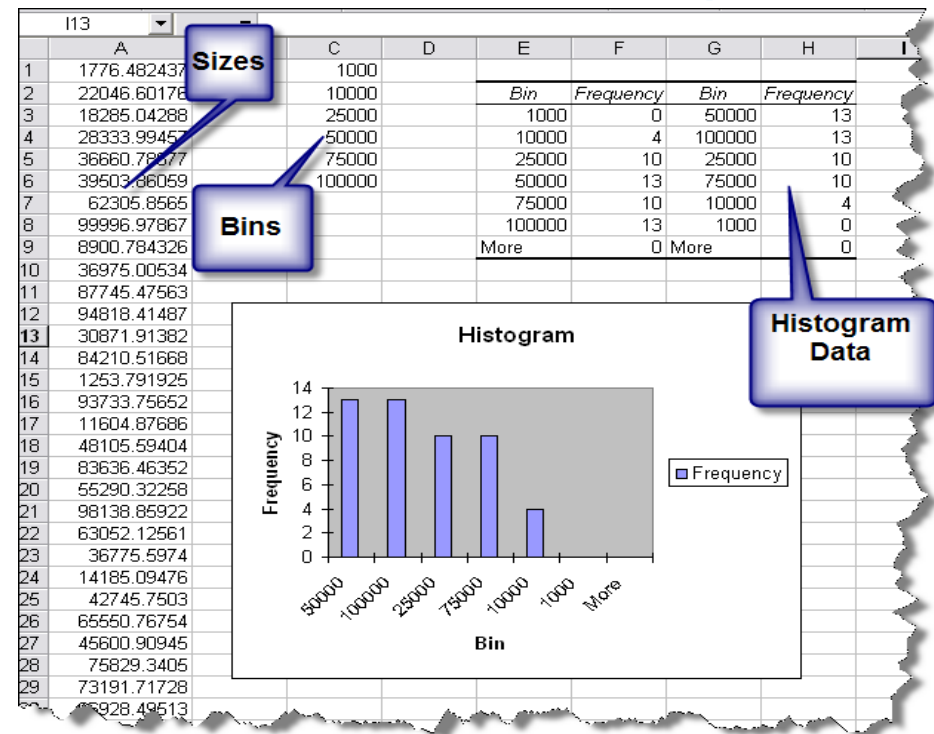 I13
A C D E F G H I
1 1776.482437 1000
2 22046.60176 10000 Bin Frequency Bin Frequency
3 18285.04288 25000 1000 0 50000 13
4 28333.99457 50000 10000 4 100000 13
5 75000 25000 10 25000 10
6 100000 50000 13 75000 10
7 62305.8565 75000 10 10000 4
8 99996.97867 100000 13 1000 0
9 8900.784326 More 0 More 0
10 36975.00534
11 87745.47563
12 94818.41487
13 30871.91382
14 84210.51668
15 1253.791925
16 93733.75652
17 11604.87686
18 48105.59404
19 83636.46352
20 55290.32258
21 98138.85922
22 63052.12561
23 36775.5974
24 14185.09476
25 42745.7503
26 65550.76754
27 45600.90945
28 75829.3405
29 73191.71728
Sizes
Bins
Histogram
Data
Histogram
14
12
10
8
6
4
2
0
Frequency
50000 100000 25000 75000 10000 1000 More
Bin
Frequency